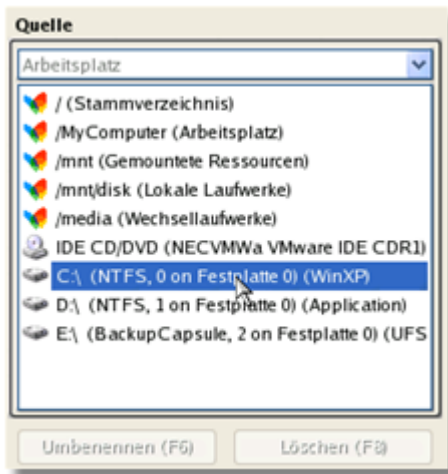 Quelle
Arbeitsplatz
/ (Stammverzeichnis)
/MyComputer (Arbeitsplatz)
/mnt (Gemountete Ressourcen)
/mnt/disk (Lokale Laufwerke)
/media (Wechsellaufwerke)
IDE CD/DVD (NECVMWa VMware IDE CDR1)
C:\ (NTFS, 0 on Festplatte 0) (WinXP)
D:\ (NTFS, 1 on Festplatte 0) (Application)
E:\ (BackupCapsule, 2 on Festplatte 0) (UFS
Umbenennen (F6) Löschen (F8)